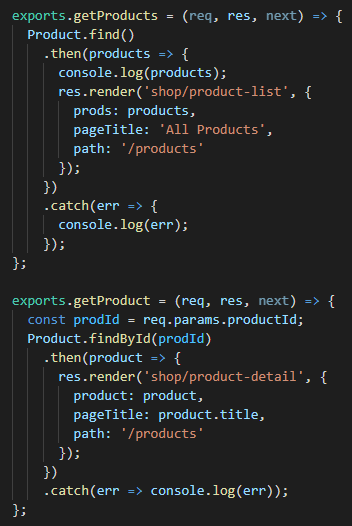 exports.getProducts = (req, res, next) => {
  Product.find()
    .then(products => {
      console.log(products);
      res.render('shop/product-list', {
        prods: products,
        pageTitle: 'All Products',
        path: '/products'
      });
    })
    .catch(err => {
      console.log(err);
    });
};

exports.getProduct = (req, res, next) => {
  const prodId = req.params.productId;
  Product.findById(prodId)
    .then(product => {
      res.render('shop/product-detail', {
        product: product,
        pageTitle: product.title,
        path: '/products'
      });
    })
    .catch(err => console.log(err));
};